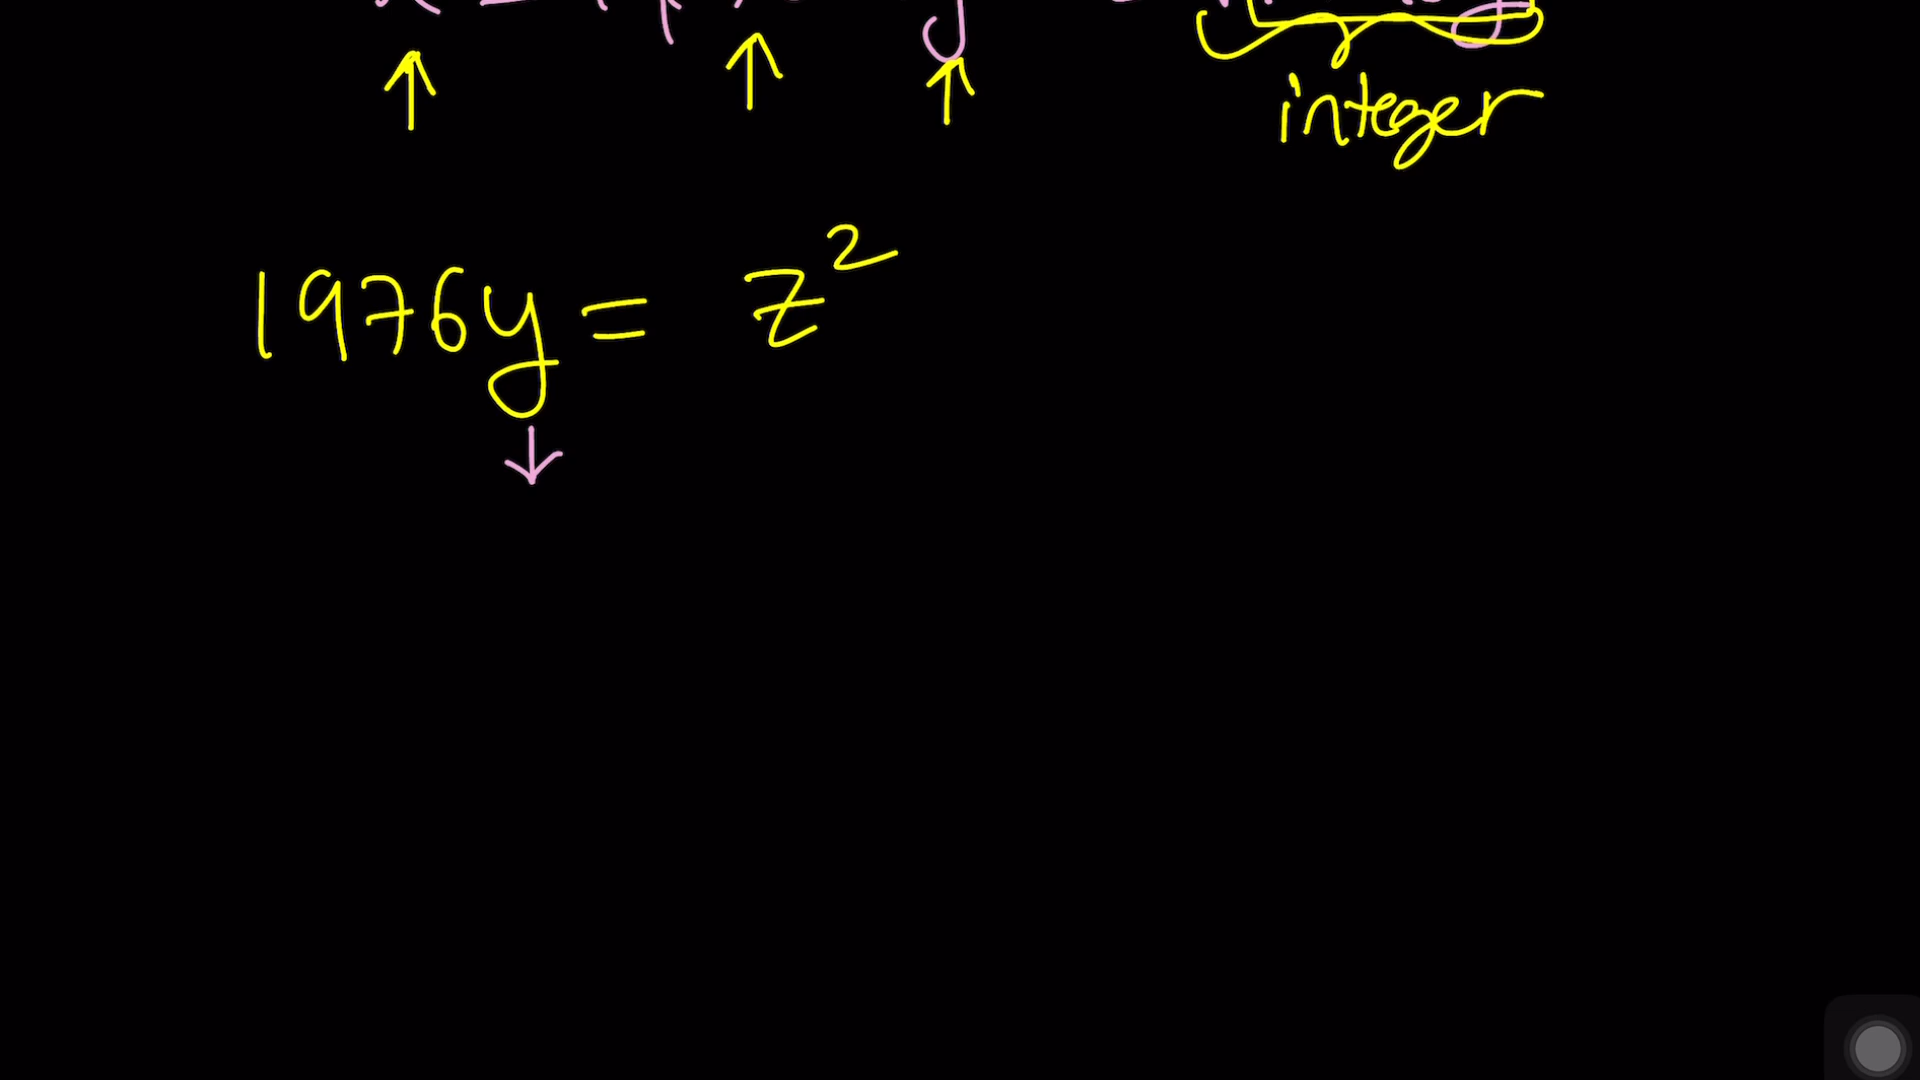 integer
1976y = z²